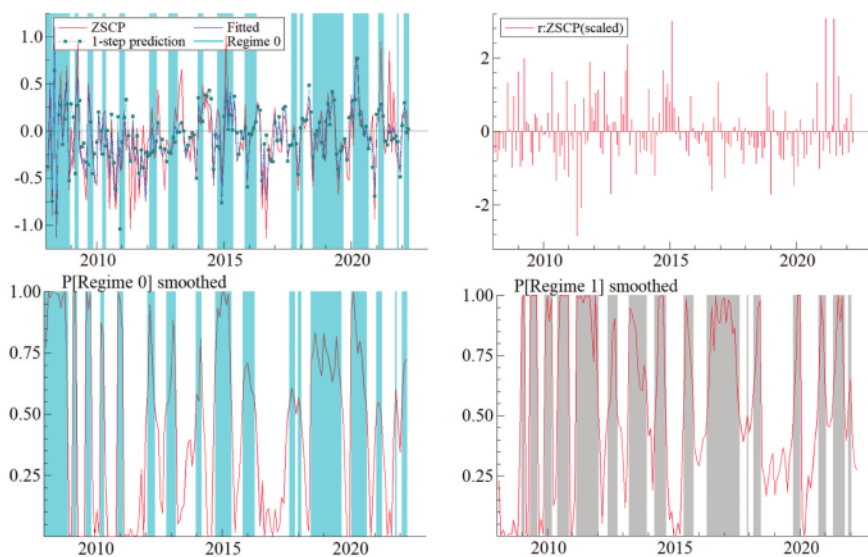 ZSCP Fitted
1-step prediction Regime 0
1.0
0.5
0.0
-0.5
-1.0
2010 2015 2020
r:ZSCP(scaled)
2
0
-2
2010 2015 2020
P[Regime 0] smoothed
1.00
0.75
0.50
0.25
2010 2015 2020
P[Regime 1] smoothed
1.00
0.75
0.50
0.25
2010 2015 2020